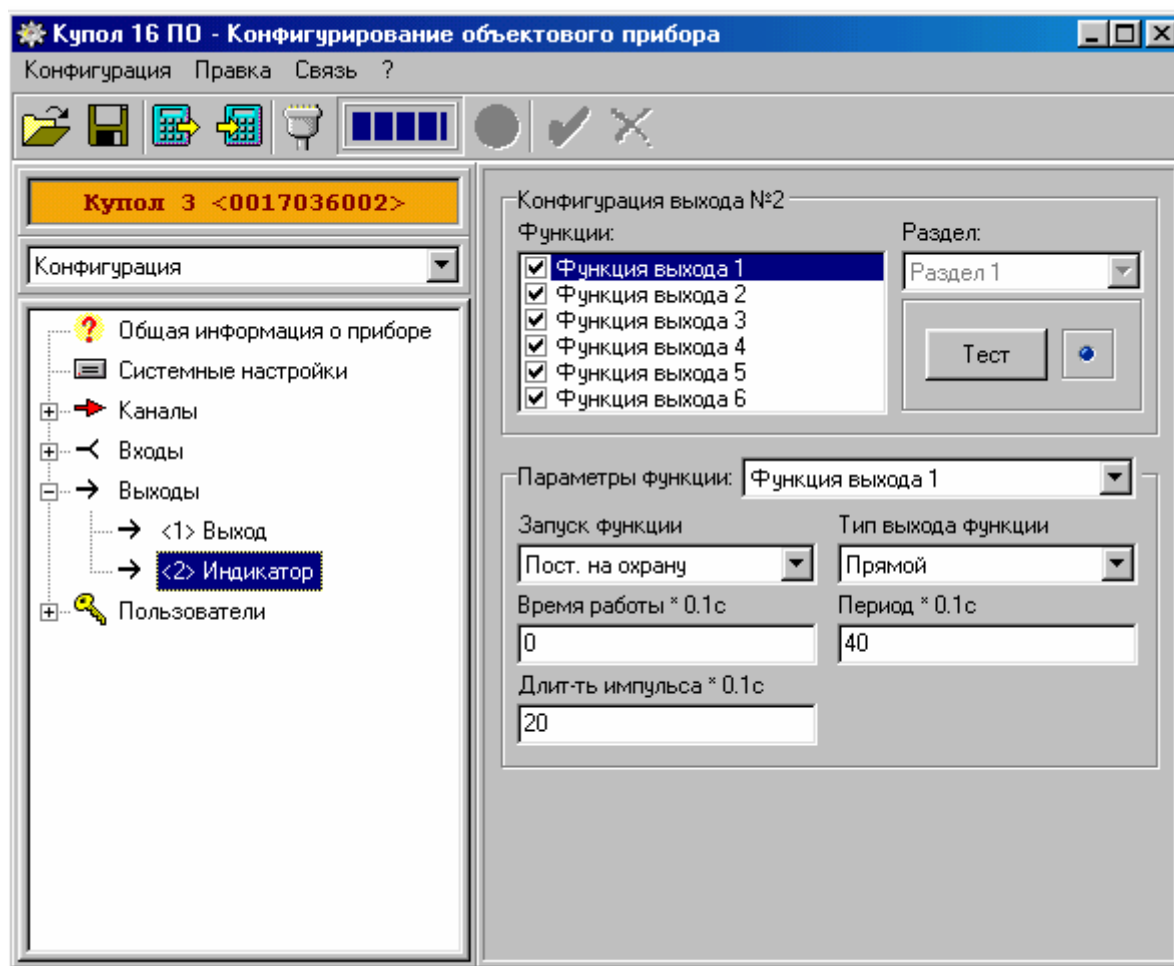 Купол 16 ПО - Конфигурирование объектового прибора
Конфигурация Правка Связь ?
Купол 3 <0017036002>
Конфигурация
Общая информация о приборе
Системные настройки
Каналы
Входы
Выходы
<1> Выход
<2> Индикатор
Пользователи
Конфигурация выхода №2
Функции:
Функция выхода 1
Функция выхода 2
Функция выхода 3
Функция выхода 4
Функция выхода 5
Функция выхода 6
Раздел:
Раздел 1
Тест
Параметры функции: Функция выхода 1
Запуск функции Тип выхода функции
Пост. на охрану Прямой
Время работы * 0.1с Период * 0.1с
0 40
Длит-ть импульса * 0.1с
20